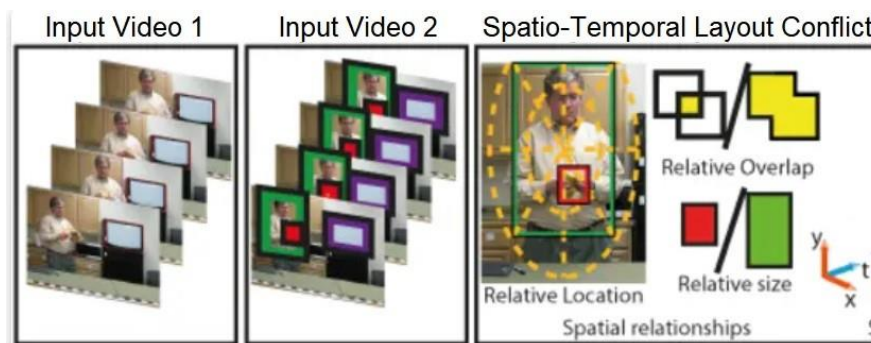 Input Video 1
Input Video 2
Spatio-Temporal Layout Conflict
Relative Overlap
y
t
x
Relative size
Relative Location
Spatial relationships